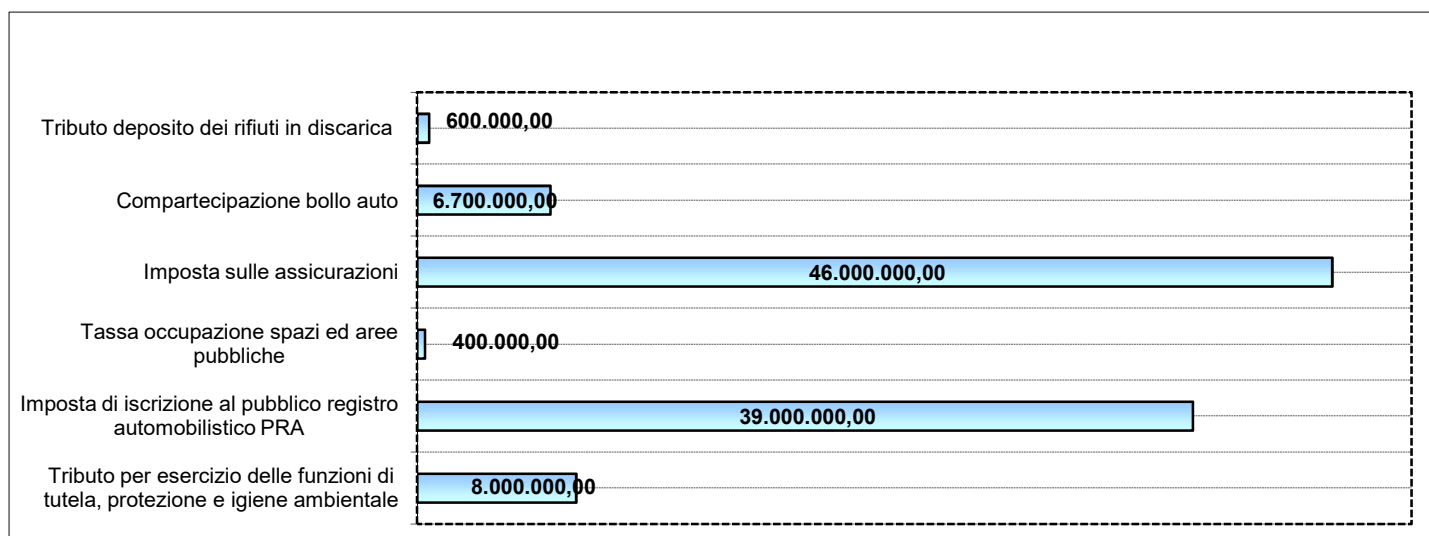 Tributo deposito dei rifiuti in discarica
600.000,00
Compartecipazione bollo auto
6.700.000,00
Imposta sulle assicurazioni
46.000.000,00
Tassa occupazione spazi ed aree
pubbliche
400.000,00
Imposta di iscrizione al pubblico registro
automobilistico PRA
39.000.000,00
Tributo per esercizio delle funzioni di
tutela, protezione e igiene ambientale
8.000.000,00